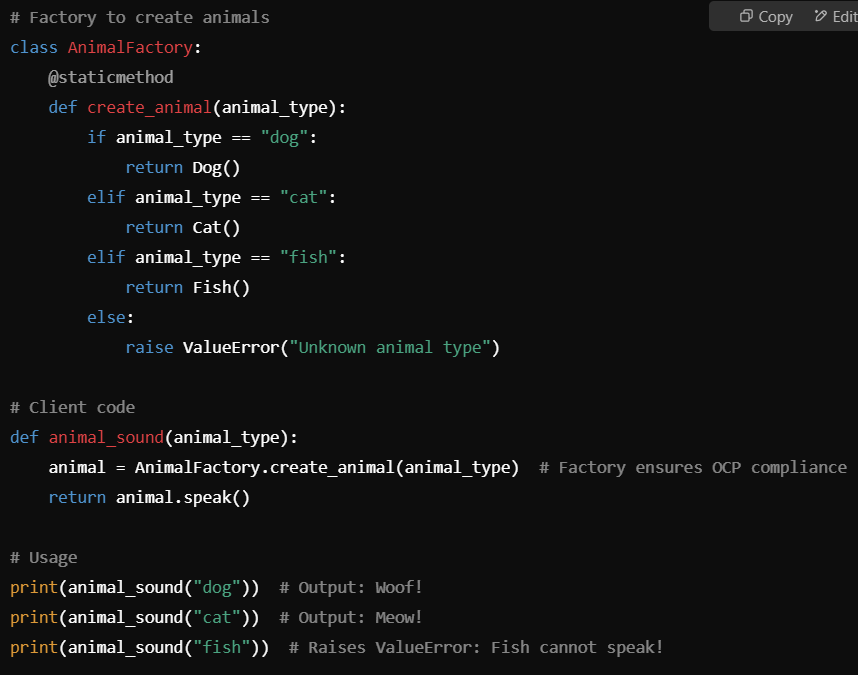 # Factory to create animals
Copy Edit
class AnimalFactory:
    @staticmethod
    def create_animal(animal_type):
        if animal_type == "dog":
            return Dog()
        elif animal_type == "cat":
            return Cat()
        elif animal_type == "fish":
            return Fish()
        else:
            raise ValueError("Unknown animal type")

# Client code
def animal_sound(animal_type):
    animal = AnimalFactory.create_animal(animal_type)  # Factory ensures OCP compliance
    return animal.speak()

# Usage
print(animal_sound("dog"))  # Output: Woof!
print(animal_sound("cat"))  # Output: Meow!
print(animal_sound("fish"))  # Raises ValueError: Fish cannot speak!